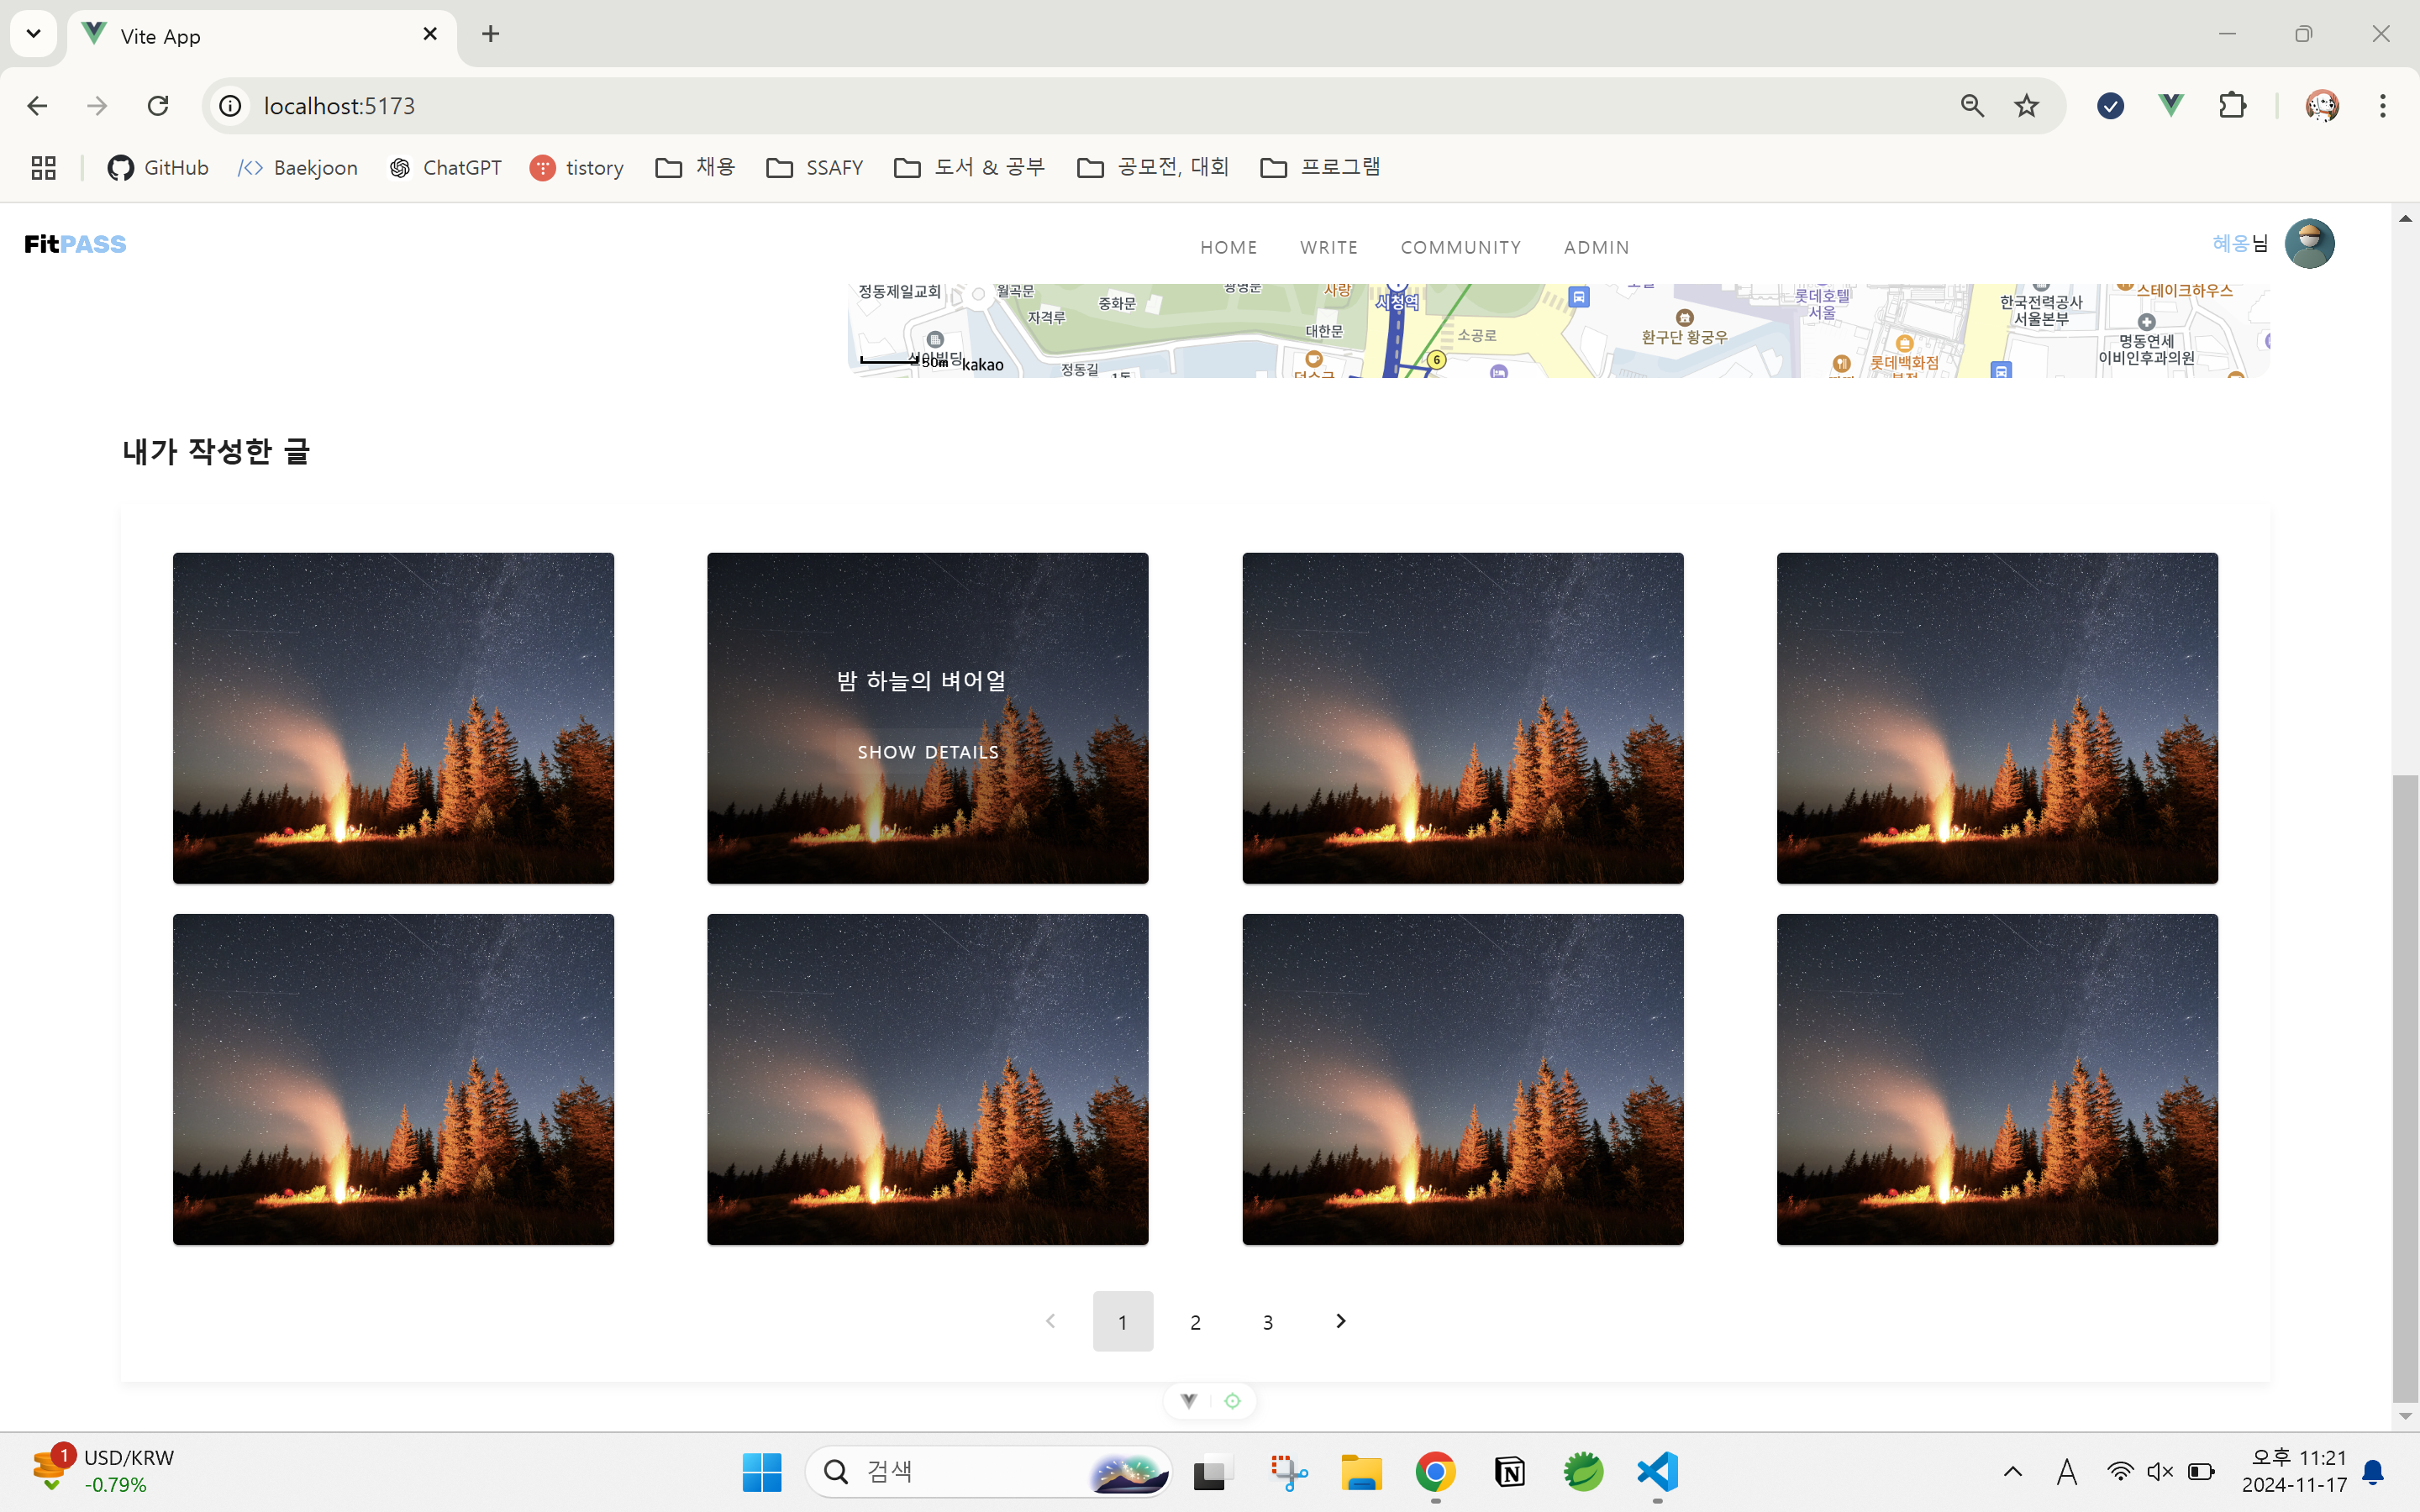 Vite App
localhost:5173
GitHub
Baekjoon
ChatGPT
tistory
채용
SSAFY
도서 & 공부
공모전, 대회
프로그램
FitPASS
HOME
WRITE
COMMUNITY
ADMIN
혜옹님
정동제일교회
월곡문
중화문
자격루
사랑
시청역
대한문
소공로
환구단 황궁우
롯데호텔
서울
한국전력공사
서울본부
스테이크하우스
명동연세
이비인후과의원
롯데백화점
6
50m
kakao
정동길
내가 작성한 글
밤 하늘의 벼어얼
SHOW DETAILS
1
2
3
1
USD/KRW
-0.79%
검색
A
오후 11:21
2024-11-17